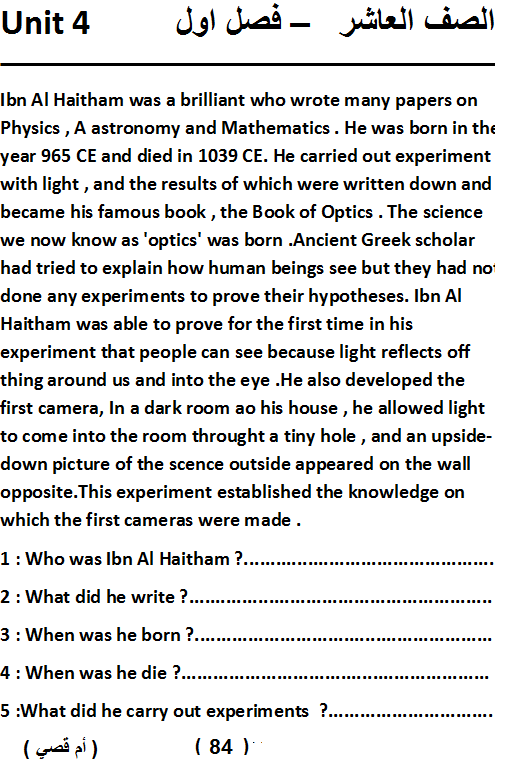 Unit 4 الصف العاشر – فصل اول
Ibn Al Haitham was a brilliant who wrote many papers on
Physics , A astronomy and Mathematics . He was born in the
year 965 CE and died in 1039 CE. He carried out experiment
with light , and the results of which were written down and
became his famous book , the Book of Optics . The science
we now know as 'optics' was born .Ancient Greek scholar
had tried to explain how human beings see but they had not
done any experiments to prove their hypotheses. Ibn Al
Haitham was able to prove for the first time in his
experiment that people can see because light reflects off
thing around us and into the eye .He also developed the
first camera, In a dark room ao his house , he allowed light
to come into the room throught a tiny hole , and an upside-
down picture of the scence outside appeared on the wall
opposite.This experiment established the knowledge on
which the first cameras were made .
1 : Who was Ibn Al Haitham ?...............................................
2 : What did he write ?.........................................................
3 : When was he born ?........................................................
4 : When was he die ?..........................................................
5 :What did he carry out experiments ?...............................
( أم قصي ) ( 84 )